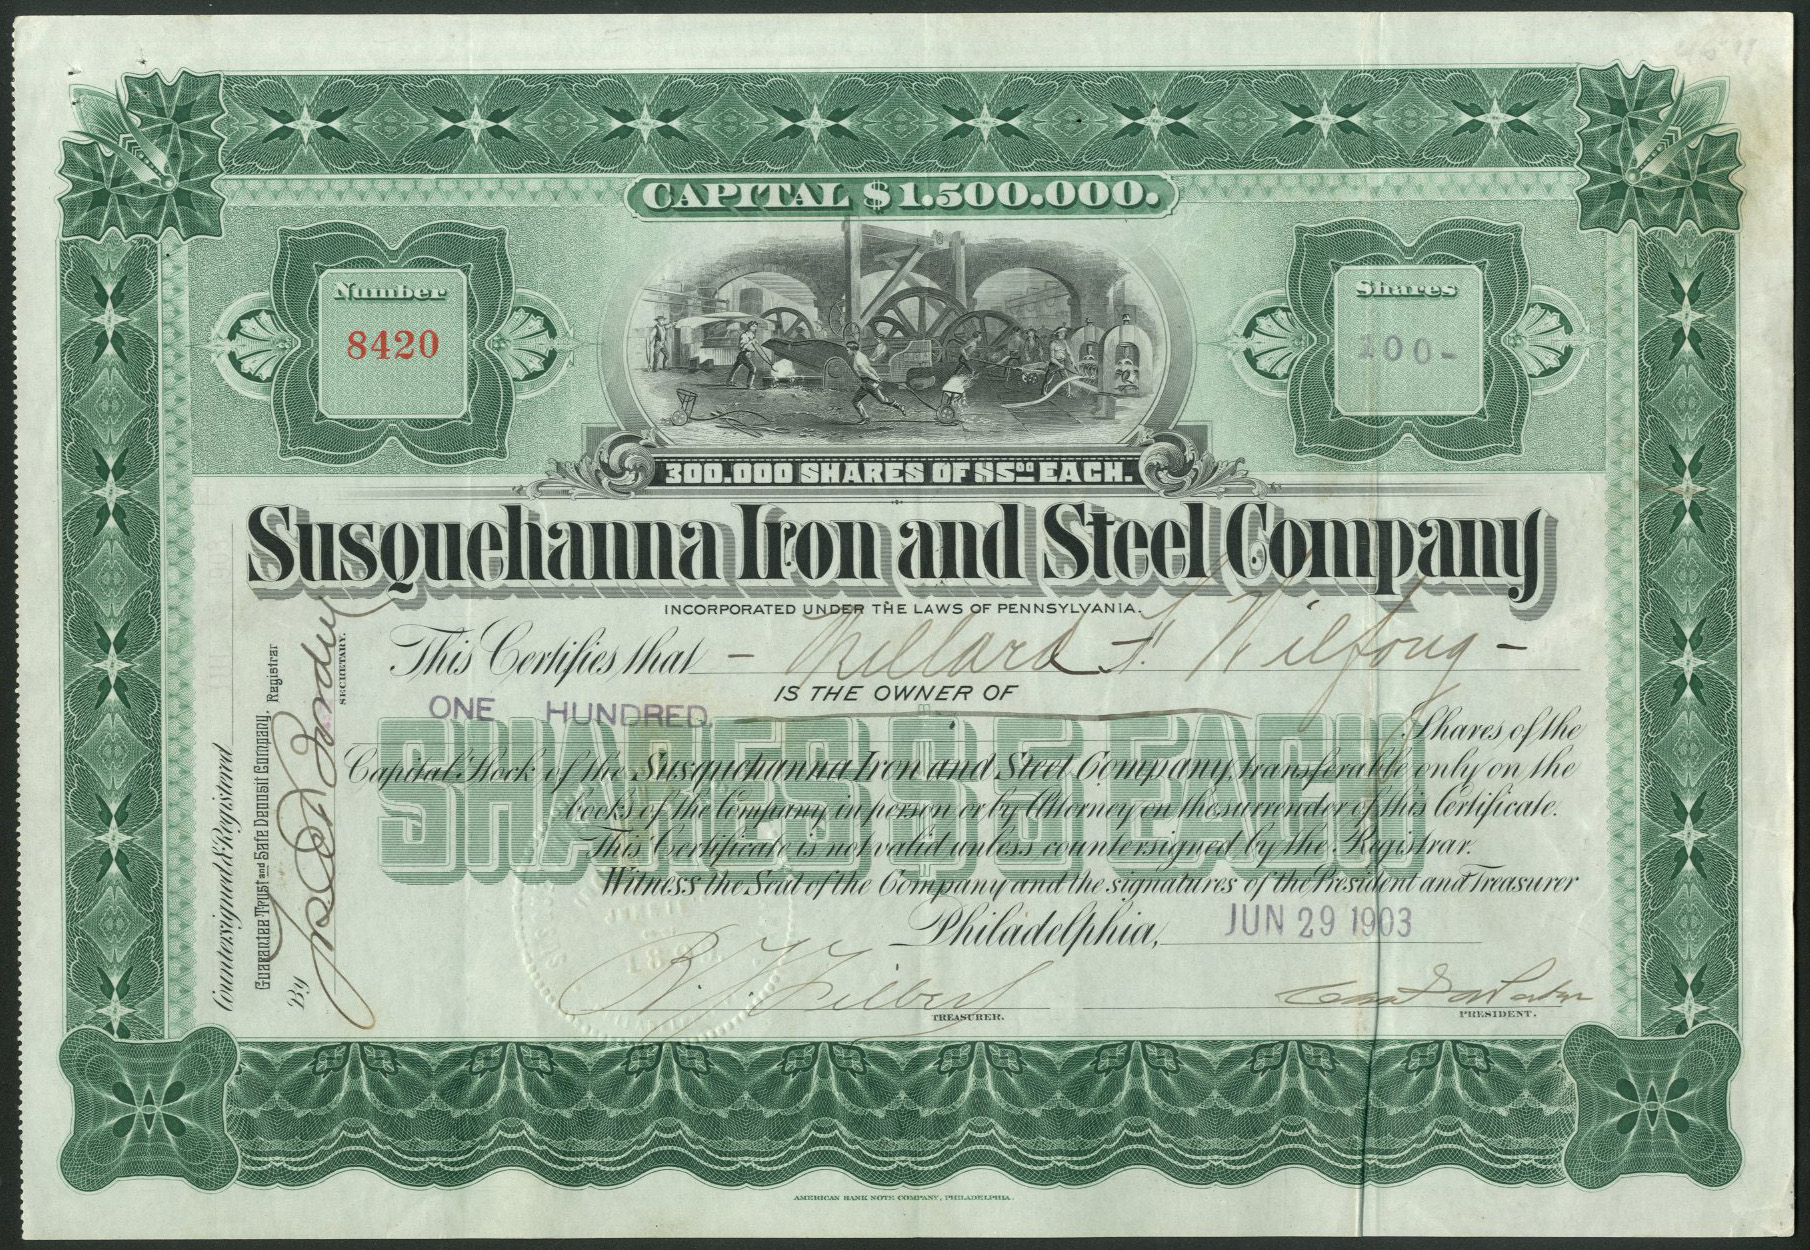 CAPITAL $1.500.000.
Number
8420
Shares
100-
300.000 SHARES OF $5.00 EACH.
Susquehanna Iron and Steel Company
INCORPORATED UNDER THE LAWS OF PENNSYLVANIA.
This Certifies that - Millard F. Wilfong -
IS THE OWNER OF
ONE HUNDRED, Shares of the
SHARES $5 EACH
Capital Stock of the Susquehanna Iron and Steel Company, transferable only on the
books of the Company in person or by Attorney on the surrender of this Certificate.
This Certificate is not valid unless countersigned by the Registrar.
Witness the Seal of the Company and the signatures of the President and Treasurer
Philadelphia, JUN 29 1903
R. Y. Filbert
TREASURER.
PRESIDENT.
Countersigned & Registered
Guarantee Trust and Safe Deposit Company, Registrar
By
SECRETARY.
AMERICAN BANK NOTE COMPANY, PHILADELPHIA.